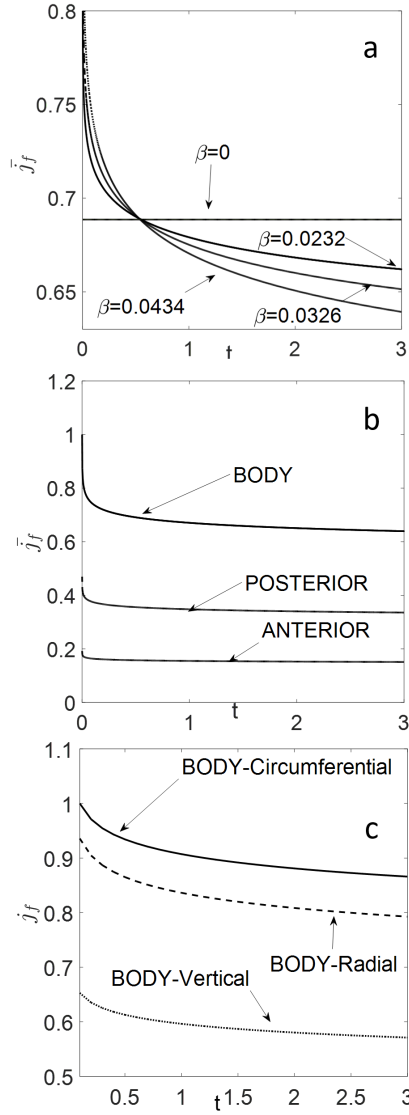 0.8
a
0.75
j̄f
β=0
0.7
β=0.0232
0.65
β=0.0434
β=0.0326
0 1 2 3
t
1.2
b
1
0.8
BODY
j̄f
0.6
POSTERIOR
0.4
ANTERIOR
0.2
0
0 1 2 3
t
1.1
BODY-Circumferential
c
1
0.9
jf
0.8
BODY-Radial
0.7
BODY-Vertical
0.6
0.5
0.5 1 1.5 2 2.5 3
t